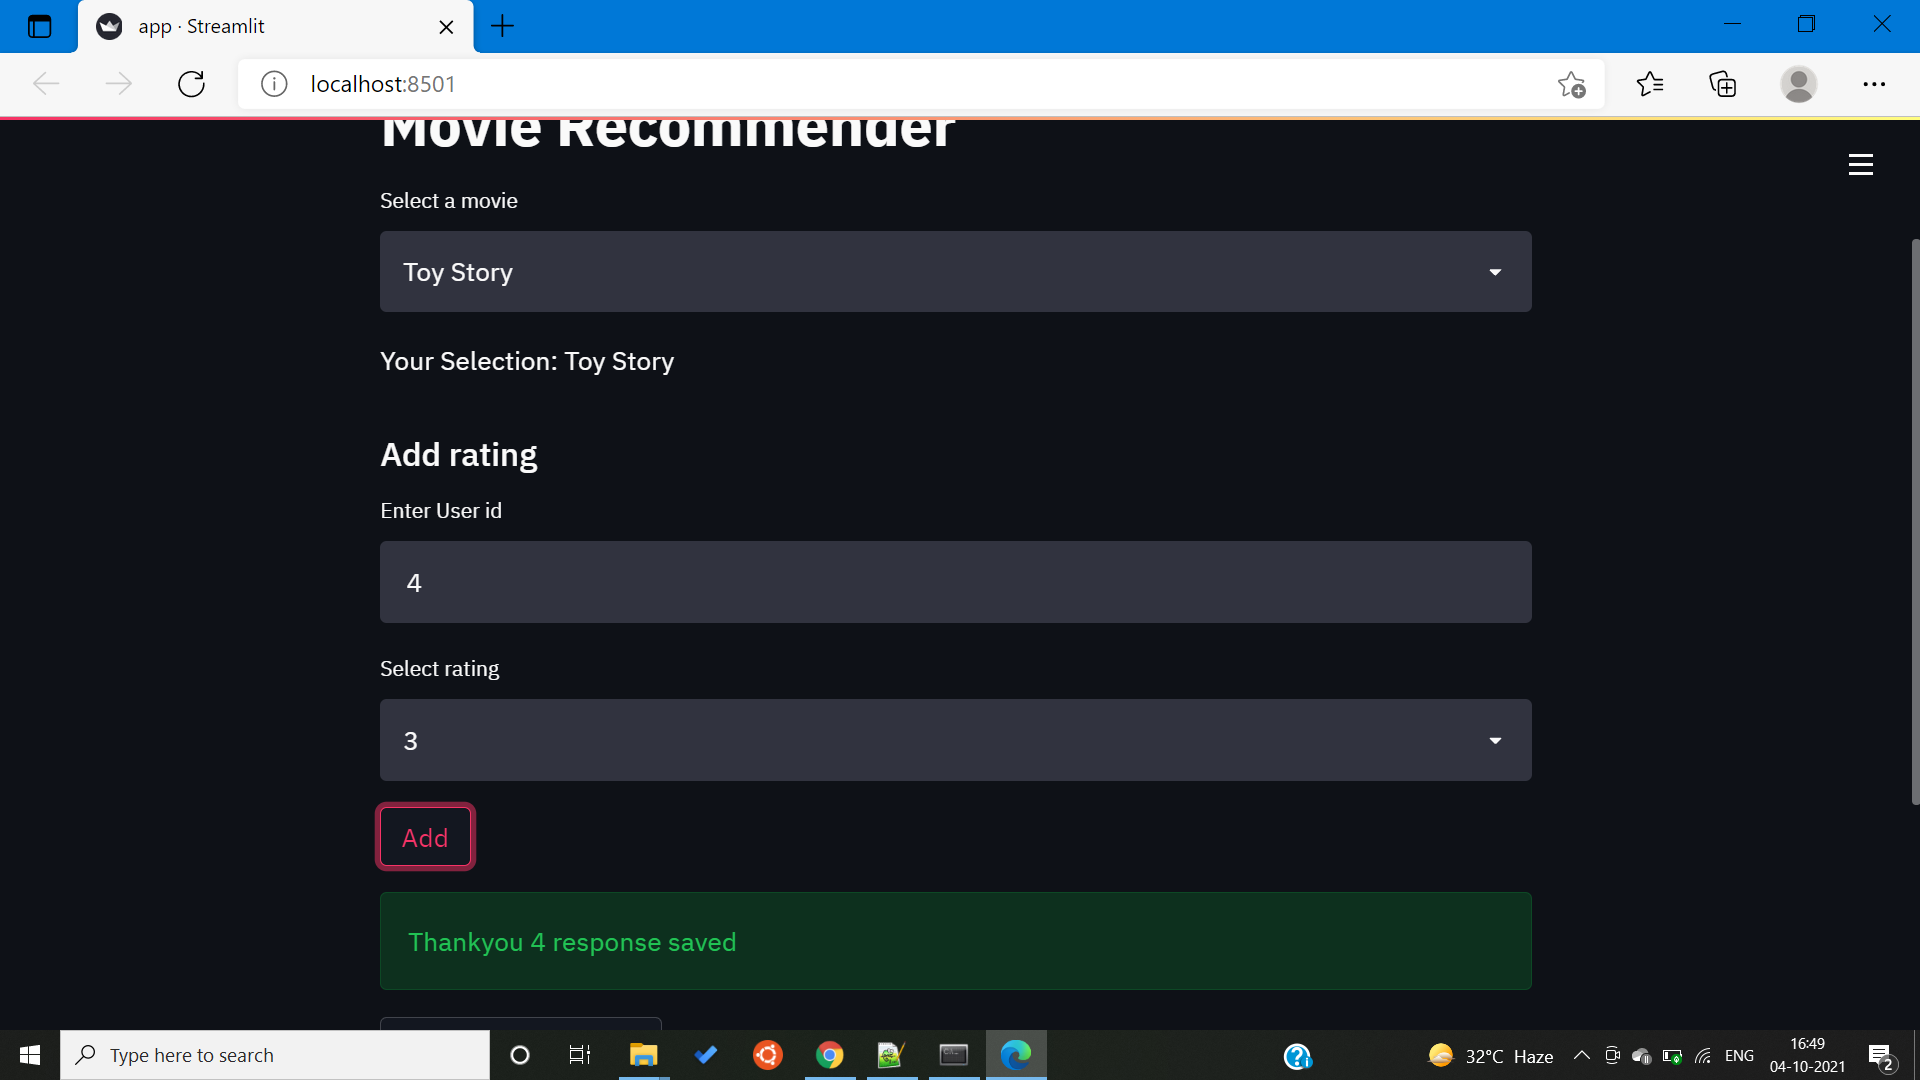 app · Streamlit
localhost:8501
Movie Recommender
Select a movie
Toy Story
Your Selection: Toy Story
Add rating
Enter User id
4
Select rating
3
Add
Thankyou 4 response saved
Type here to search
32°C Haze
ENG
16:49
04-10-2021
2